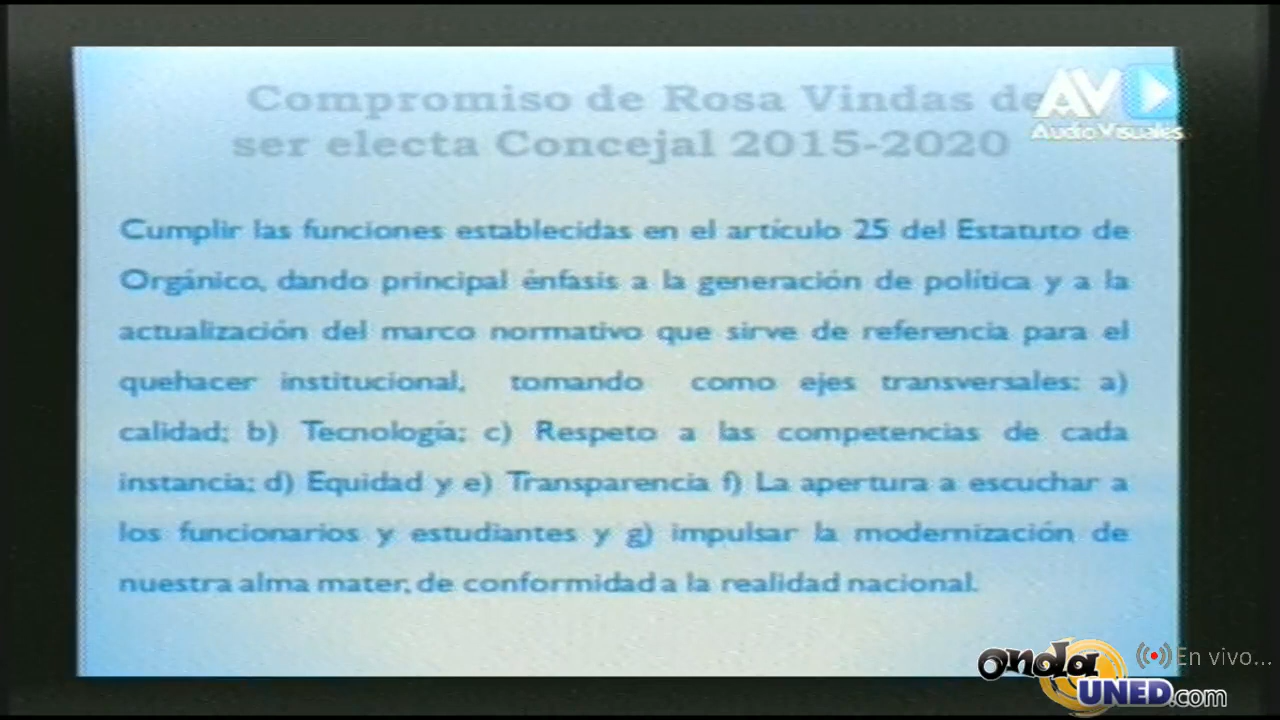 Compromiso de Rosa Vindas de
ser electa Concejal 2015-2020
AV
AudioVisuales
Cumplir las funciones establecidas en el artículo 25 del Estatuto de
Orgánico, dando principal énfasis a la generación de política y a la
actualización del marco normativo que sirve de referencia para el
quehacer institucional, tomando como ejes transversales: a)
calidad; b) Tecnología; c) Respeto a las competencias de cada
instancia; d) Equidad y e) Transparencia f) La apertura a escuchar a
los funcionarios y estudiantes y g) impulsar la modernización de
nuestra alma mater, de conformidad a la realidad nacional.
onda
UNED.com
En vivo...